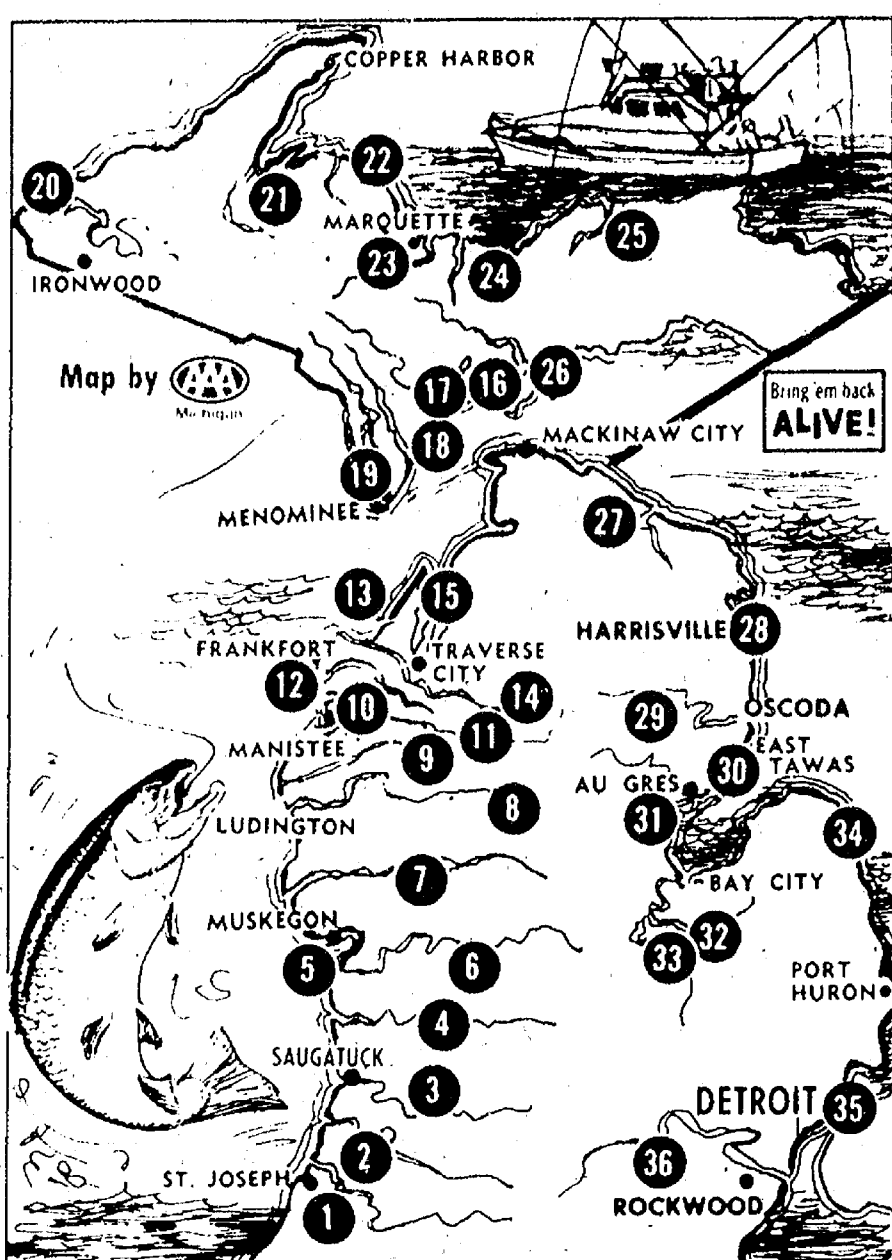 COPPER HARBOR
20
22
21
MARQUETTE
25
23
24
IRONWOOD
Map by AAA
Michigan
17
16
26
Bring 'em back
ALIVE!
18
MACKINAW CITY
19
MENOMINEE
27
13
15
HARRISVILLE
28
FRANKFORT
TRAVERSE
CITY
12
10
14
29
OSCODA
11
MANISTEE
9
EAST
TAWAS
30
AU GRES
8
31
LUDINGTON
34
7
BAY CITY
MUSKEGON
32
5
6
33
PORT
HURON
4
SAUGATUCK
3
DETROIT
35
2
36
ST. JOSEPH
ROCKWOOD
1